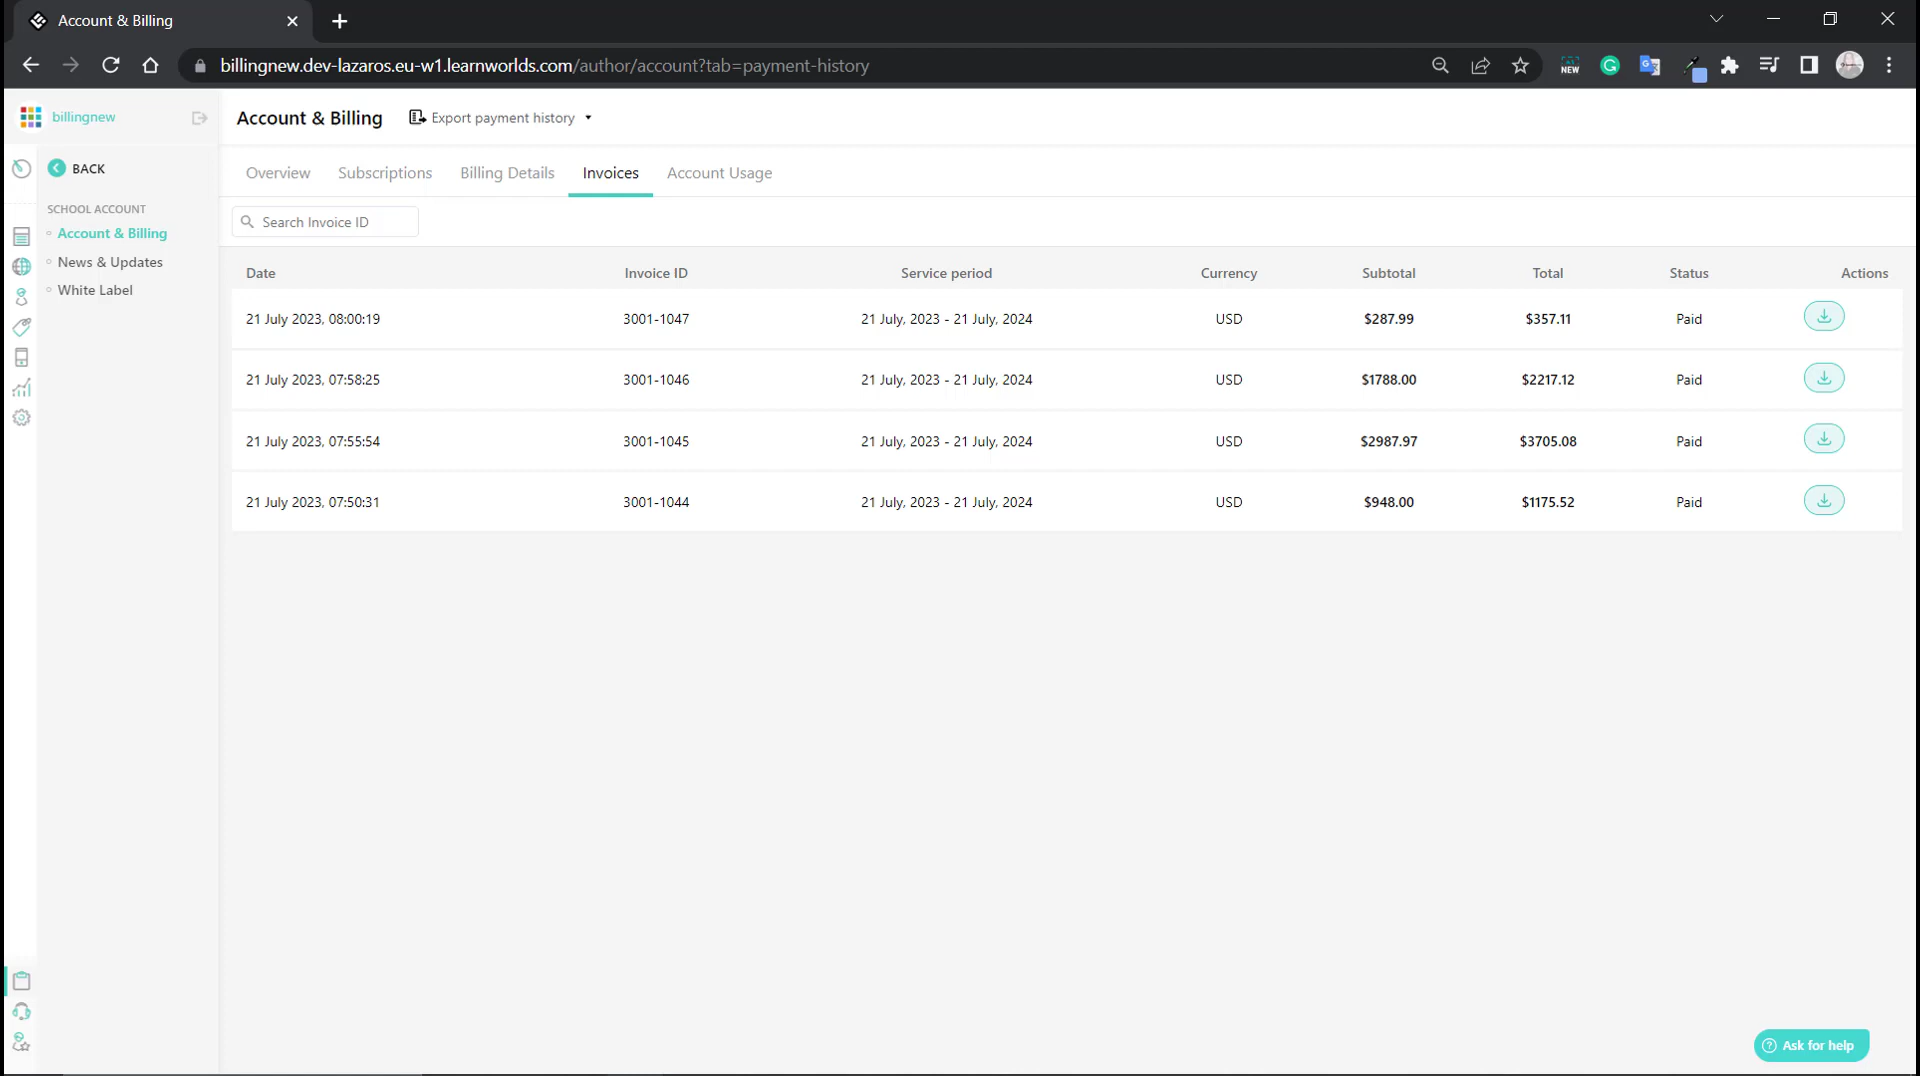 Account & Billing
billingnew.dev-lazaros.eu-w1.learnworlds.com/author/account?tab=payment-history
NEW
billingnew
Account & Billing
Export payment history
BACK
Overview
Subscriptions
Billing Details
Invoices
Account Usage
SCHOOL ACCOUNT
Account & Billing
News & Updates
White Label
Search Invoice ID
Date Invoice ID Service period Currency Subtotal Total Status Actions
21 July 2023, 08:00:19 3001-1047 21 July, 2023 - 21 July, 2024 USD $287.99 $357.11 Paid
21 July 2023, 07:58:25 3001-1046 21 July, 2023 - 21 July, 2024 USD $1788.00 $2217.12 Paid
21 July 2023, 07:55:54 3001-1045 21 July, 2023 - 21 July, 2024 USD $2987.97 $3705.08 Paid
21 July 2023, 07:50:31 3001-1044 21 July, 2023 - 21 July, 2024 USD $948.00 $1175.52 Paid
Ask for help